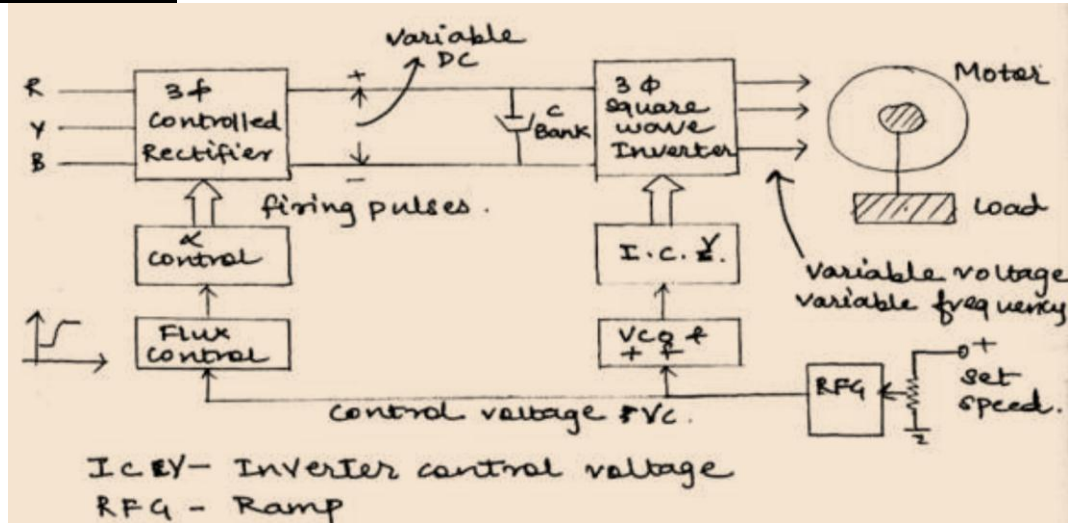 variable
DC
R
Y
B
3ϕ
Controlled
Rectifier
+
−
C
Bank
3ϕ
square
wave
Inverter
Motor
Load
firing pulses.
α
control
I.C.
variable voltage
variable frequency
Flux
control
VCO
RFG
+
set
speed.
control voltage
Inverter control voltage
RFG - Ramp